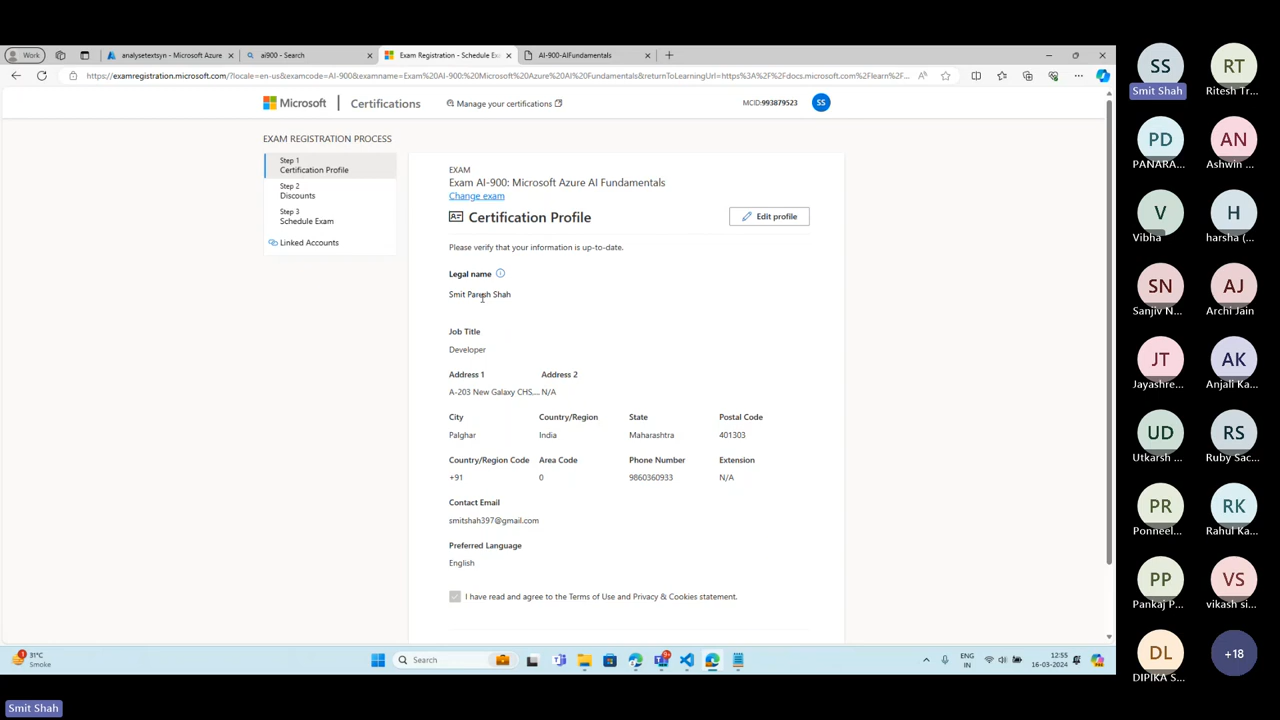 Work
analysetextsyn - Microsoft Azure
ai900 - Search
Exam Registration - Schedule Ex
AI-900-AIFundamentals
https://examregistration.microsoft.com/?locale=en-us&examcode=AI-900&examname=Exam%20AI-900:%20Microsoft%20Azure%20AI%20Fundamentals&returnToLearningUrl=https%3A%2F%2Fdocs.microsoft.com%2Flearn%2F...
Microsoft | Certifications
Manage your certifications
MCID:993879523
SS
EXAM REGISTRATION PROCESS
Step 1
Certification Profile
Step 2
Discounts
Step 3
Schedule Exam
Linked Accounts
EXAM
Exam AI-900: Microsoft Azure AI Fundamentals
Change exam
Certification Profile
Edit profile
Please verify that your information is up-to-date.
Legal name
Smit Paresh Shah
Job Title
Developer
Address 1 Address 2
A-203 New Galaxy CHS,... N/A
City Country/Region State Postal Code
Palghar India Maharashtra 401303
Country/Region Code Area Code Phone Number Extension
+91 0 9860360933 N/A
Contact Email
smitshah397@gmail.com
Preferred Language
English
I have read and agree to the Terms of Use and Privacy & Cookies statement.
1
31°C
Smoke
Search
9+
ENG
IN
12:55
16-03-2024
SS RT
Smit Shah Ritesh Tr...
PD AN
PANARA... Ashwin ...
V H
Vibha harsha (...
SN AJ
Sanjiv N... Archi Jain
JT AK
Jayashre... Anjali Ka...
UD RS
Utkarsh ... Ruby Sac...
PR RK
Ponneel... Rahul Ka...
PP VS
Pankaj P... vikash si...
DL +18
DIPIKA S...
Smit Shah